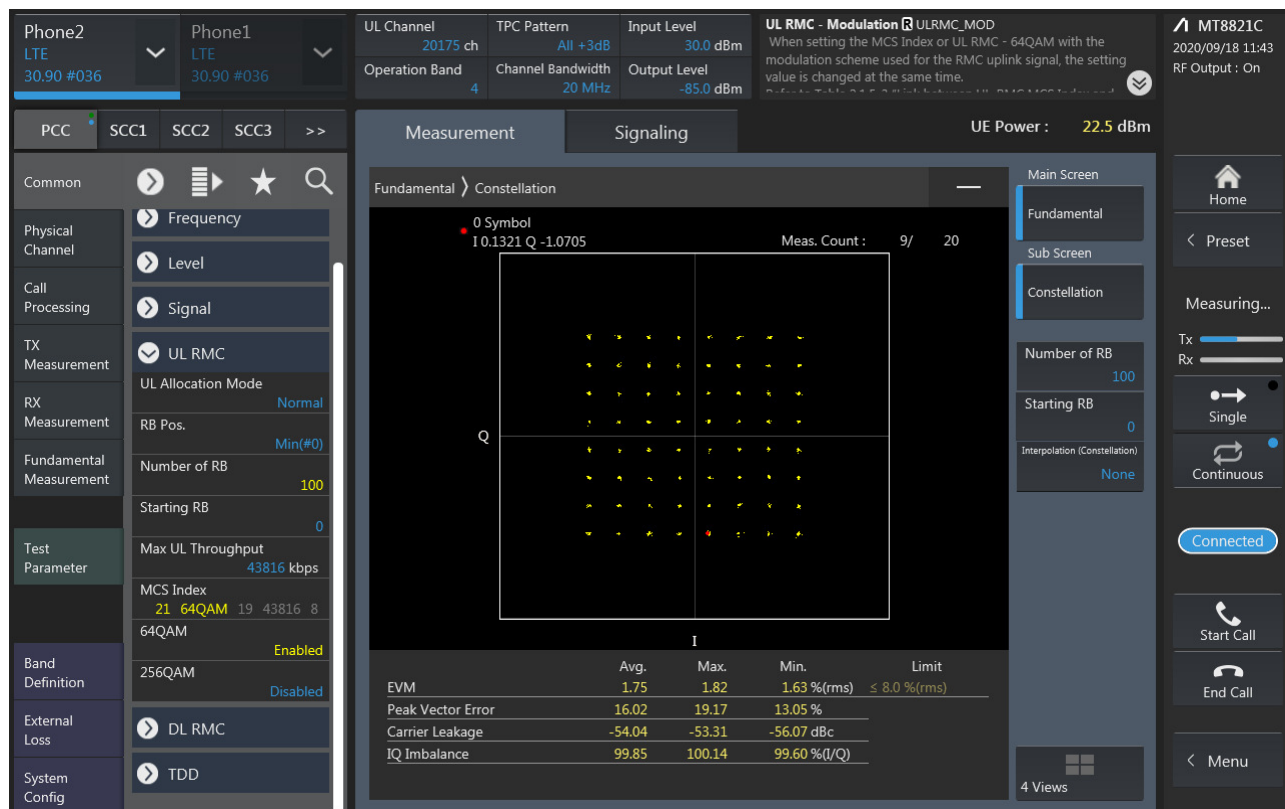 Phone2
LTE
30.90 #036
Phone1
LTE
30.90 #036
UL Channel
20175 ch
TPC Pattern
All +3dB
Input Level
30.0 dBm
Operation Band
4
Channel Bandwidth
20 MHz
Output Level
-85.0 dBm
UL RMC - Modulation R ULRMC_MOD
When setting the MCS Index or UL RMC - 64QAM with the
modulation scheme used for the RMC uplink signal, the setting
value is changed at the same time.
MT8821C
2020/09/18 11:43
RF Output : On
PCC SCC1 SCC2 SCC3 >>
Measurement
Signaling
UE Power : 22.5 dBm
Common
Physical
Channel
Call
Processing
TX
Measurement
RX
Measurement
Fundamental
Measurement
Test
Parameter
Band
Definition
External
Loss
System
Config
Frequency
Level
Signal
UL RMC
UL Allocation Mode
Normal
RB Pos.
Min(#0)
Number of RB
100
Starting RB
0
Max UL Throughput
43816 kbps
MCS Index
21 64QAM 19 43816 8
64QAM
Enabled
256QAM
Disabled
DL RMC
TDD
Fundamental > Constellation
0 Symbol
I 0.1321 Q -1.0705
Meas. Count : 9/ 20
Q
I
Avg. Max. Min. Limit
EVM 1.75 1.82 1.63 %(rms) ≤ 8.0 %(rms)
Peak Vector Error 16.02 19.17 13.05 %
Carrier Leakage -54.04 -53.31 -56.07 dBc
IQ Imbalance 99.85 100.14 99.60 %(I/Q)
Main Screen
Fundamental
Sub Screen
Constellation
Number of RB
100
Starting RB
0
Interpolation (Constellation)
None
4 Views
Home
< Preset
Measuring...
Tx
Rx
Single
Continuous
Connected
Start Call
End Call
< Menu